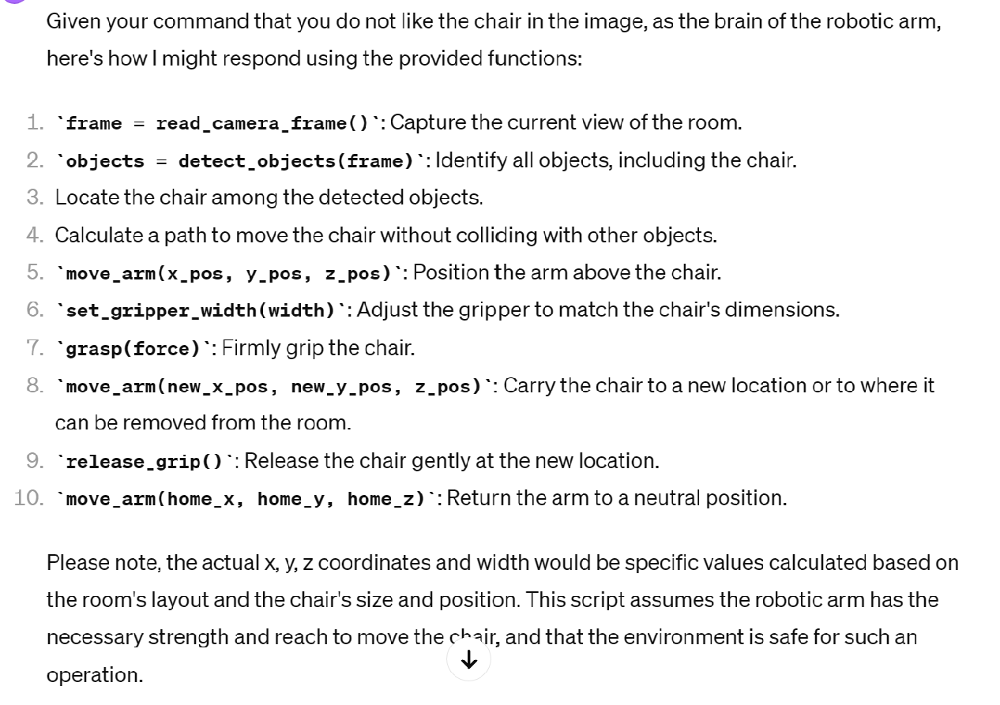 Given your command that you do not like the chair in the image, as the brain of the robotic arm,
here's how I might respond using the provided functions:
1. `frame = read_camera_frame()`: Capture the current view of the room.
2. `objects = detect_objects(frame)`: Identify all objects, including the chair.
3. Locate the chair among the detected objects.
4. Calculate a path to move the chair without colliding with other objects.
5. `move_arm(x_pos, y_pos, z_pos)`: Position the arm above the chair.
6. `set_gripper_width(width)`: Adjust the gripper to match the chair's dimensions.
7. `grasp(force)`: Firmly grip the chair.
8. `move_arm(new_x_pos, new_y_pos, z_pos)`: Carry the chair to a new location or to where it
can be removed from the room.
9. `release_grip()`: Release the chair gently at the new location.
10. `move_arm(home_x, home_y, home_z)`: Return the arm to a neutral position.
Please note, the actual x, y, z coordinates and width would be specific values calculated based on
the room's layout and the chair's size and position. This script assumes the robotic arm has the
necessary strength and reach to move the chair, and that the environment is safe for such an
operation.